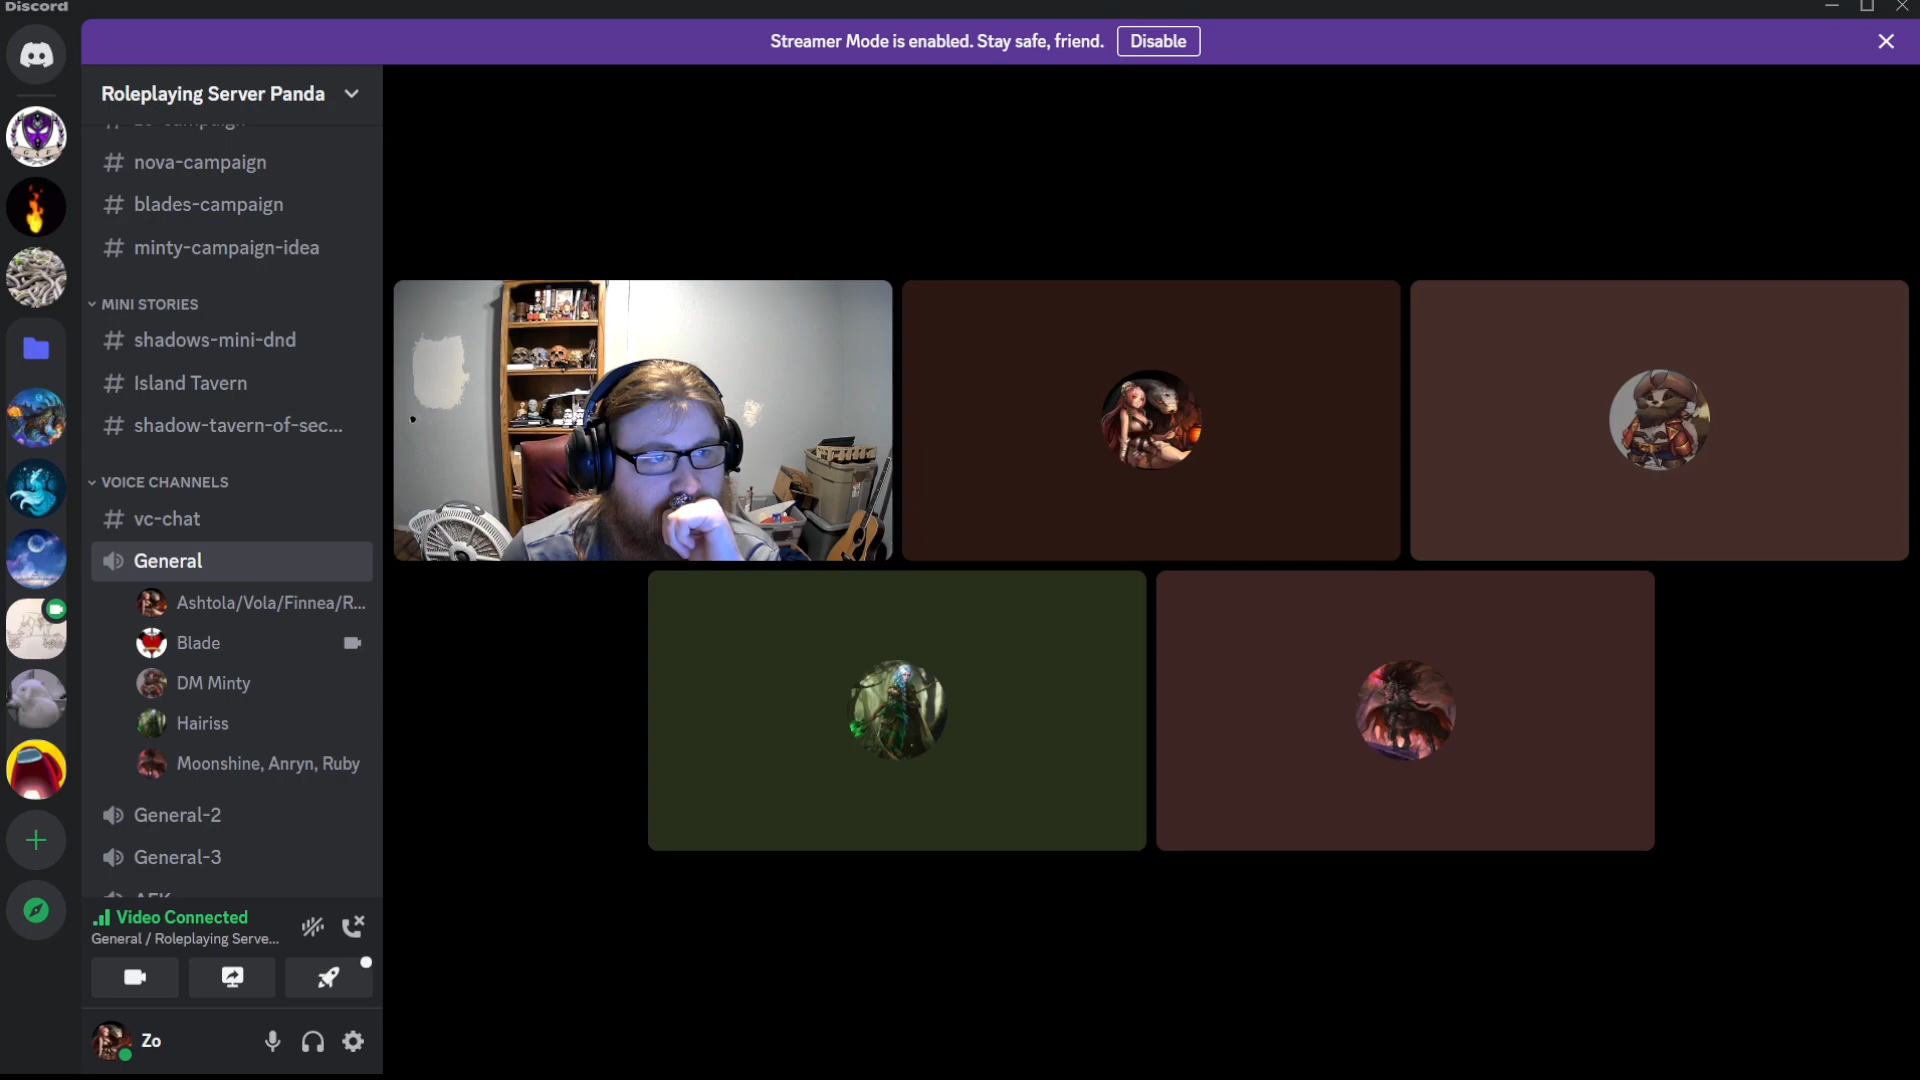 Discord
Streamer Mode is enabled. Stay safe, friend.
Disable
Roleplaying Server Panda
nova-campaign
blades-campaign
minty-campaign-idea
MINI STORIES
shadows-mini-dnd
Island Tavern
shadow-tavern-of-sec...
VOICE CHANNELS
vc-chat
General
Ashtola/Vola/Finnea/R...
Blade
DM Minty
Hairiss
Moonshine, Anryn, Ruby
General-2
General-3
Video Connected
General / Roleplaying Serve...
Zo